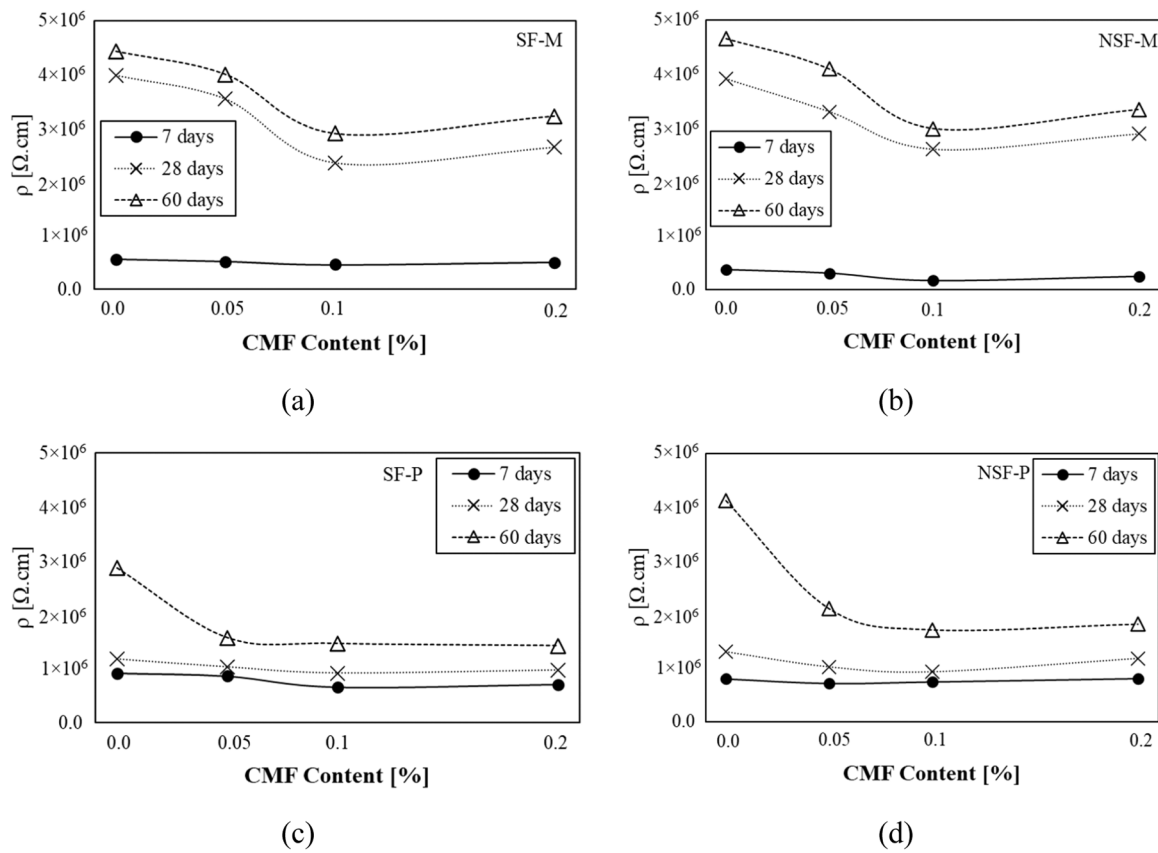 5×10⁶
4×10⁶
3×10⁶
2×10⁶
1×10⁶
0.0
ρ [Ω.cm]
SF-M
7 days
28 days
60 days
0.0 0.05 0.1 0.2
CMF Content [%]
(a)
5×10⁶
4×10⁶
3×10⁶
2×10⁶
1×10⁶
0.0
ρ [Ω.cm]
NSF-M
7 days
28 days
60 days
0.0 0.05 0.1 0.2
CMF Content [%]
(b)
5×10⁶
4×10⁶
3×10⁶
2×10⁶
1×10⁶
0.0
ρ [Ω.cm]
SF-P
7 days
28 days
60 days
0.0 0.05 0.1 0.2
CMF Content [%]
(c)
5×10⁶
4×10⁶
3×10⁶
2×10⁶
1×10⁶
0.0
ρ [Ω.cm]
NSF-P
7 days
28 days
60 days
0.0 0.05 0.1 0.2
CMF Content [%]
(d)